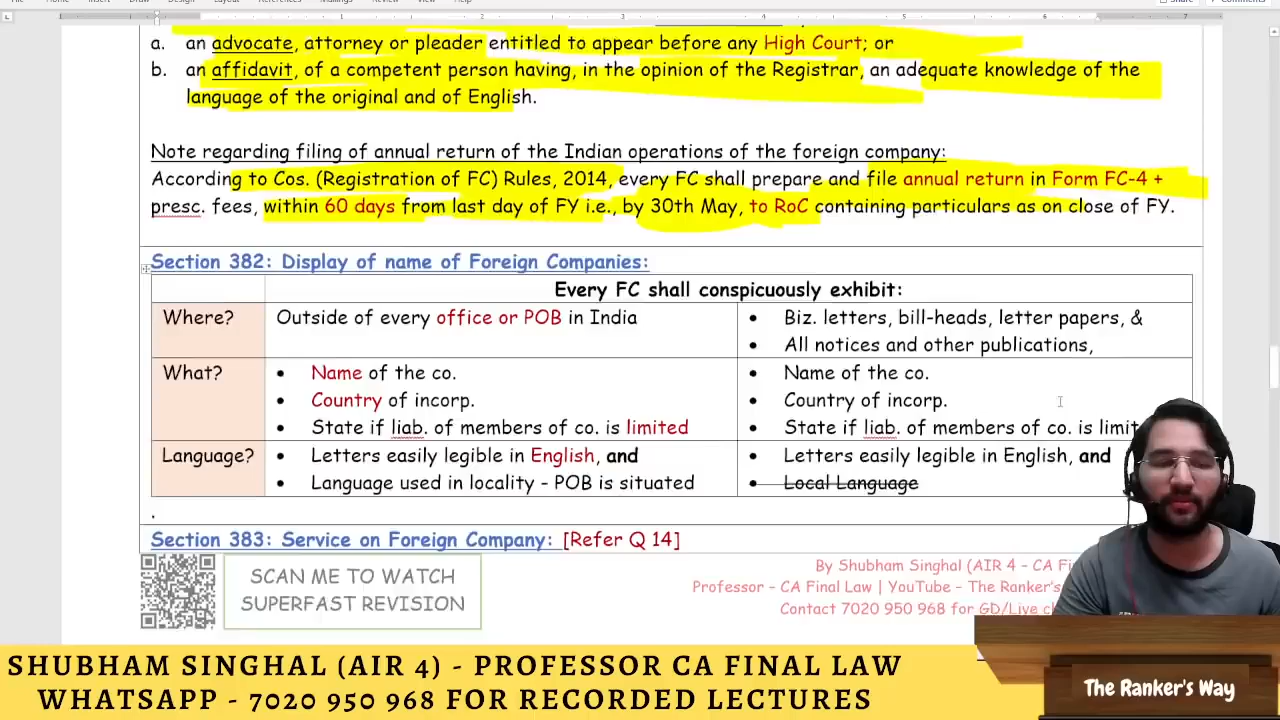 a. an advocate, attorney or pleader entitled to appear before any High Court; or
b. an affidavit, of a competent person having, in the opinion of the Registrar, an adequate knowledge of the
language of the original and of English.
Note regarding filing of annual return of the Indian operations of the foreign company:
According to Cos. (Registration of FC) Rules, 2014, every FC shall prepare and file annual return in Form FC-4 +
presc. fees, within 60 days from last day of FY i.e., by 30th May, to RoC containing particulars as on close of FY.
Section 382: Display of name of Foreign Companies:
Every FC shall conspicuously exhibit:
Where? Outside of every office or POB in India • Biz. letters, bill-heads, letter papers, &
• All notices and other publications,
What? • Name of the co. • Name of the co.
• Country of incorp. • Country of incorp.
• State if liab. of members of co. is limited • State if liab. of members of co. is limit
Language? • Letters easily legible in English, and • Letters easily legible in English, and
• Language used in locality - POB is situated • Local Language
.
Section 383: Service on Foreign Company: [Refer Q 14]
SCAN ME TO WATCH
SUPERFAST REVISION
By Shubham Singhal (AIR 4 - CA Fi
Professor - CA Final Law | YouTube - The Ranker's
Contact 7020 950 968 for GD/Live
SHUBHAM SINGHAL (AIR 4) - PROFESSOR CA FINAL LAW
WHATSAPP - 7020 950 968 FOR RECORDED LECTURES
The Ranker's Way